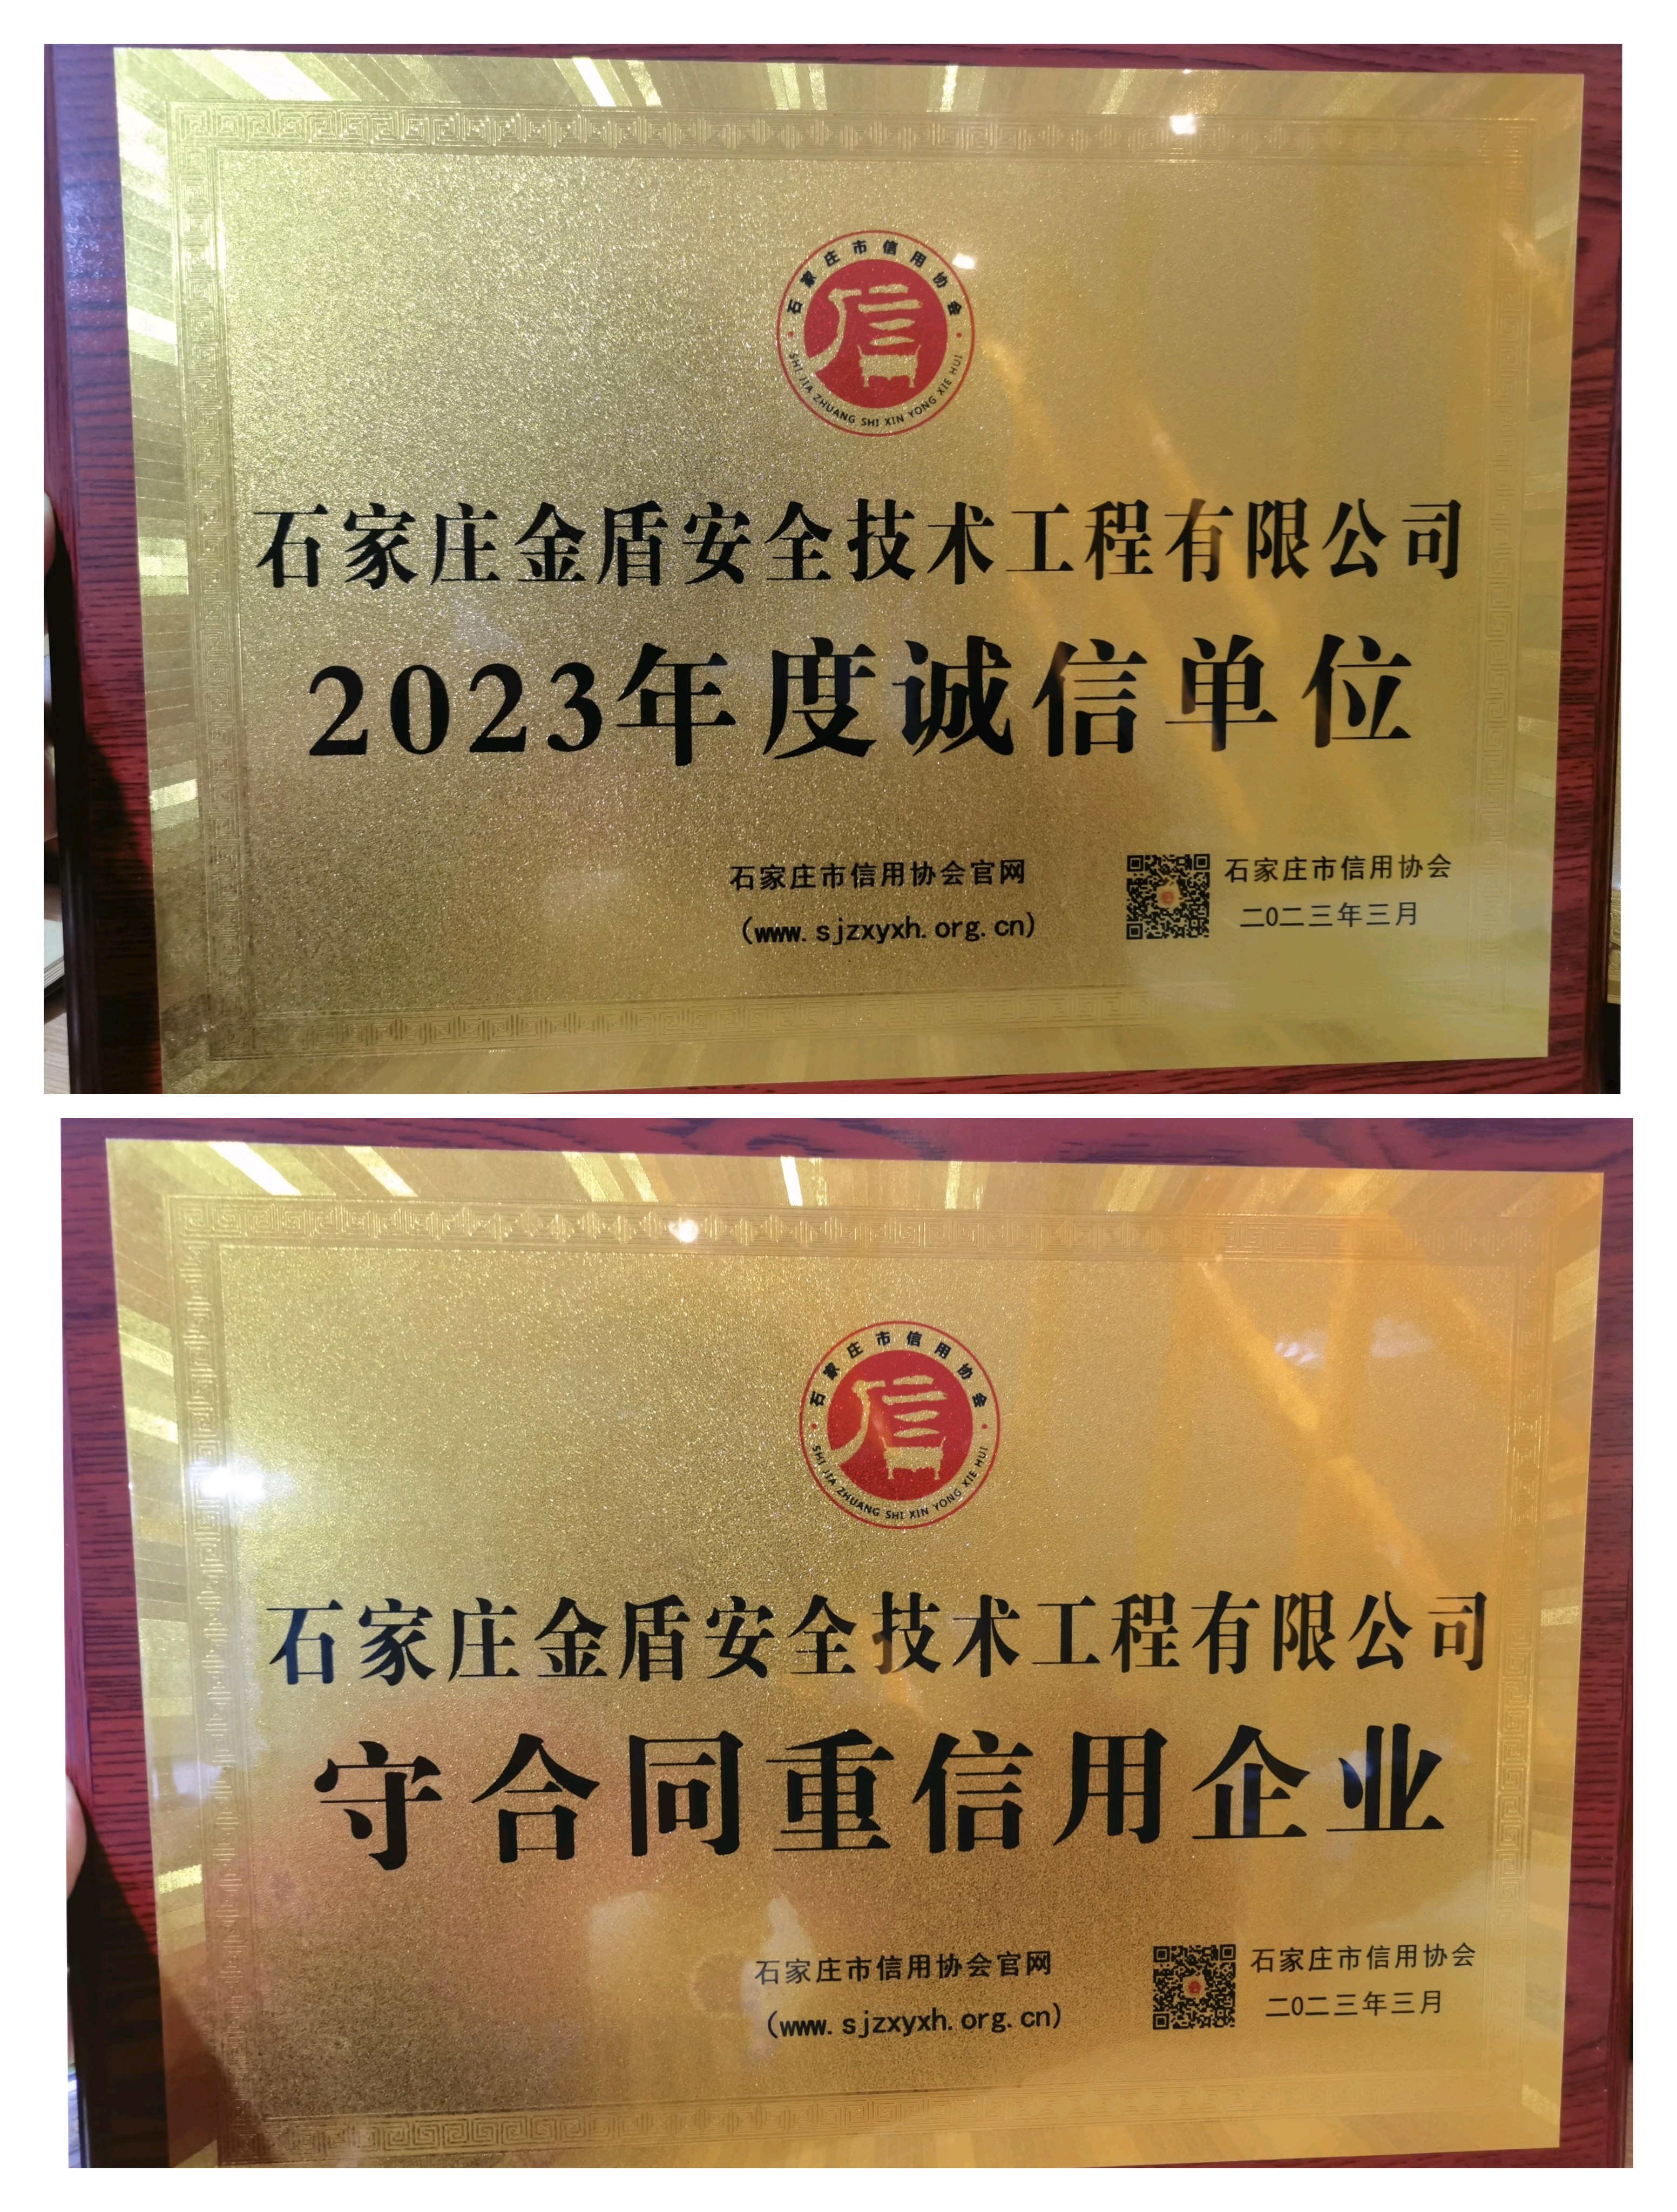 石家庄市信用协会
SHI JIA ZHUANG SHI XIN YONG XIE HUI
信
石家庄金盾安全技术工程有限公司
2023年度诚信单位
石家庄市信用协会官网
(www.sjzxyxh.org.cn)
石家庄市信用协会
二0二三年三月
石家庄市信用协会
SHI JIA ZHUANG SHI XIN YONG XIE HUI
信
石家庄金盾安全技术工程有限公司
守合同重信用企业
石家庄市信用协会官网
(www.sjzxyxh.org.cn)
石家庄市信用协会
二0二三年三月